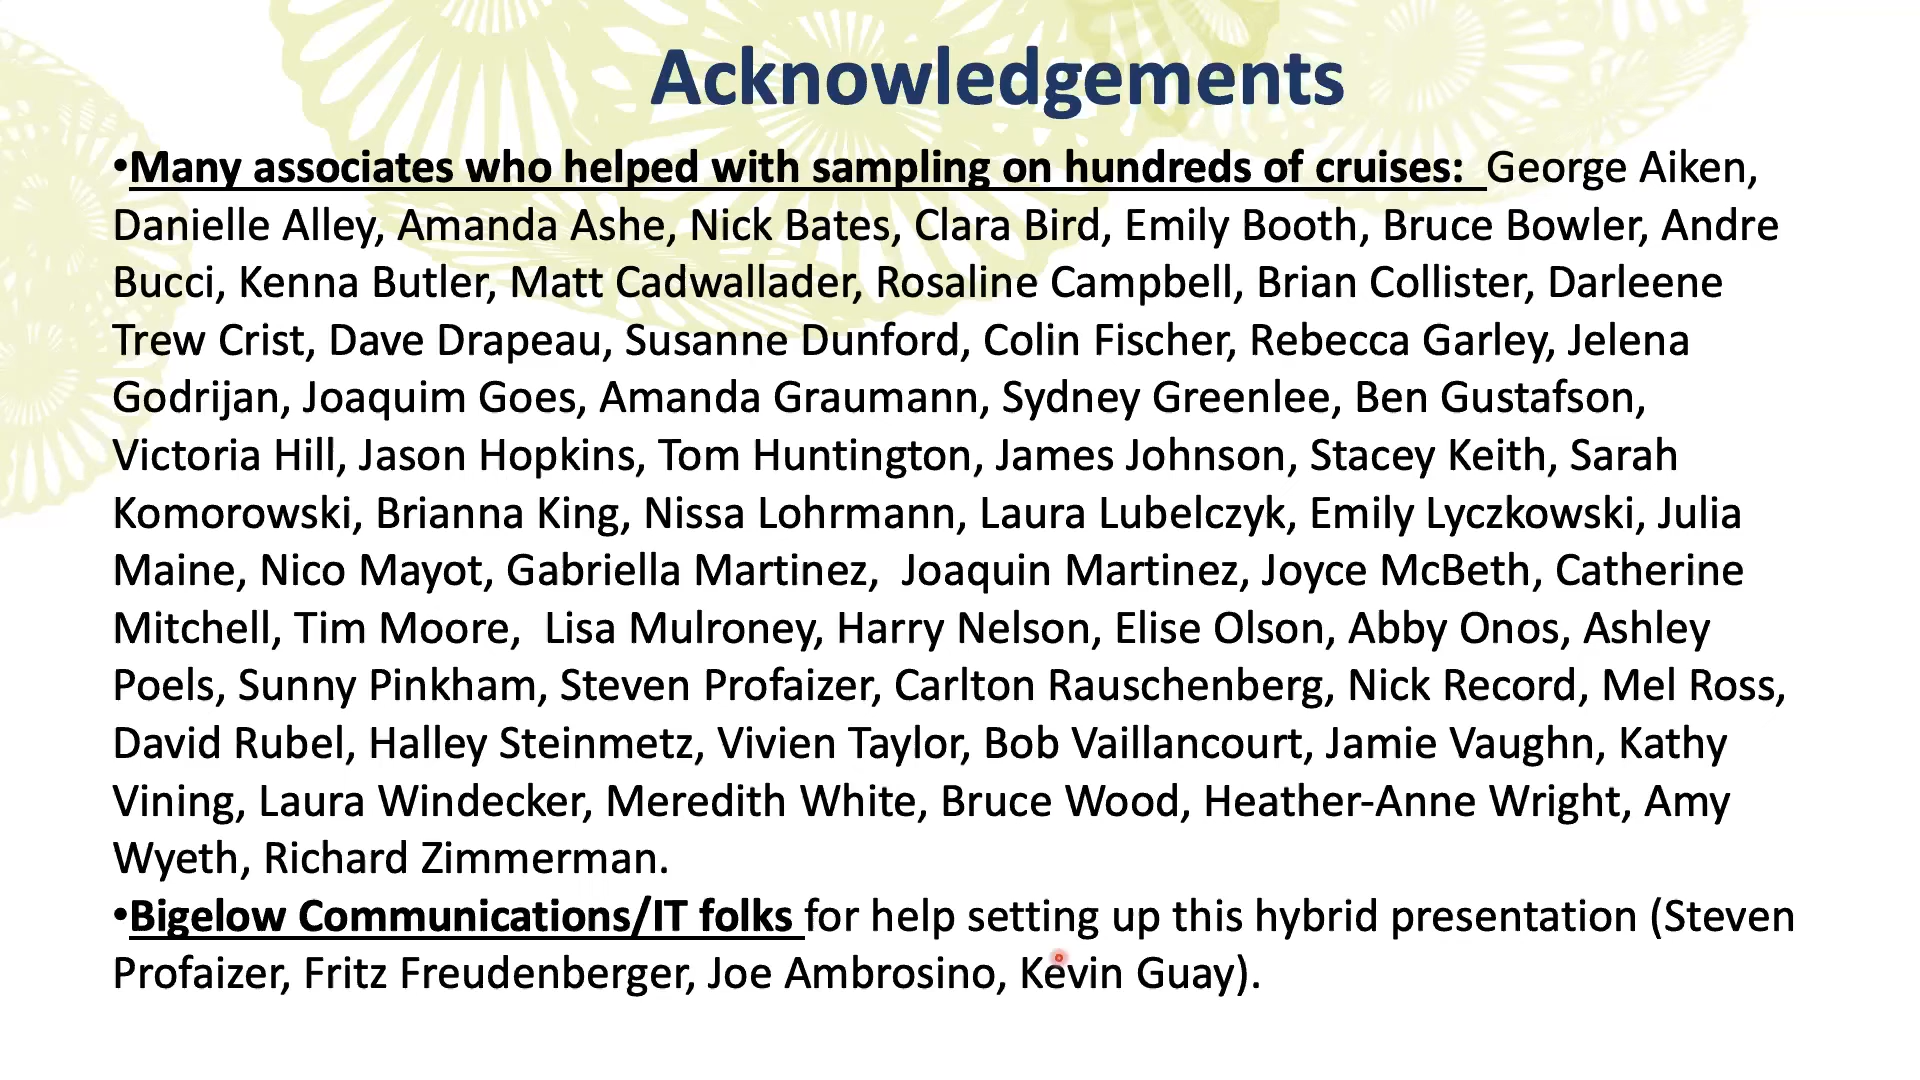 Acknowledgements
•Many associates who helped with sampling on hundreds of cruises:  George Aiken,
Danielle Alley, Amanda Ashe, Nick Bates, Clara Bird, Emily Booth, Bruce Bowler, Andre
Bucci, Kenna Butler, Matt Cadwallader, Rosaline Campbell, Brian Collister, Darleene
Trew Crist, Dave Drapeau, Susanne Dunford, Colin Fischer, Rebecca Garley, Jelena
Godrijan, Joaquim Goes, Amanda Graumann, Sydney Greenlee, Ben Gustafson,
Victoria Hill, Jason Hopkins, Tom Huntington, James Johnson, Stacey Keith, Sarah
Komorowski, Brianna King, Nissa Lohrmann, Laura Lubelczyk, Emily Lyczkowski, Julia
Maine, Nico Mayot, Gabriella Martinez,  Joaquin Martinez, Joyce McBeth, Catherine
Mitchell, Tim Moore,  Lisa Mulroney, Harry Nelson, Elise Olson, Abby Onos, Ashley
Poels, Sunny Pinkham, Steven Profaizer, Carlton Rauschenberg, Nick Record, Mel Ross,
David Rubel, Halley Steinmetz, Vivien Taylor, Bob Vaillancourt, Jamie Vaughn, Kathy
Vining, Laura Windecker, Meredith White, Bruce Wood, Heather-Anne Wright, Amy
Wyeth, Richard Zimmerman.
•Bigelow Communications/IT folks for help setting up this hybrid presentation (Steven
Profaizer, Fritz Freudenberger, Joe Ambrosino, Kevin Guay).